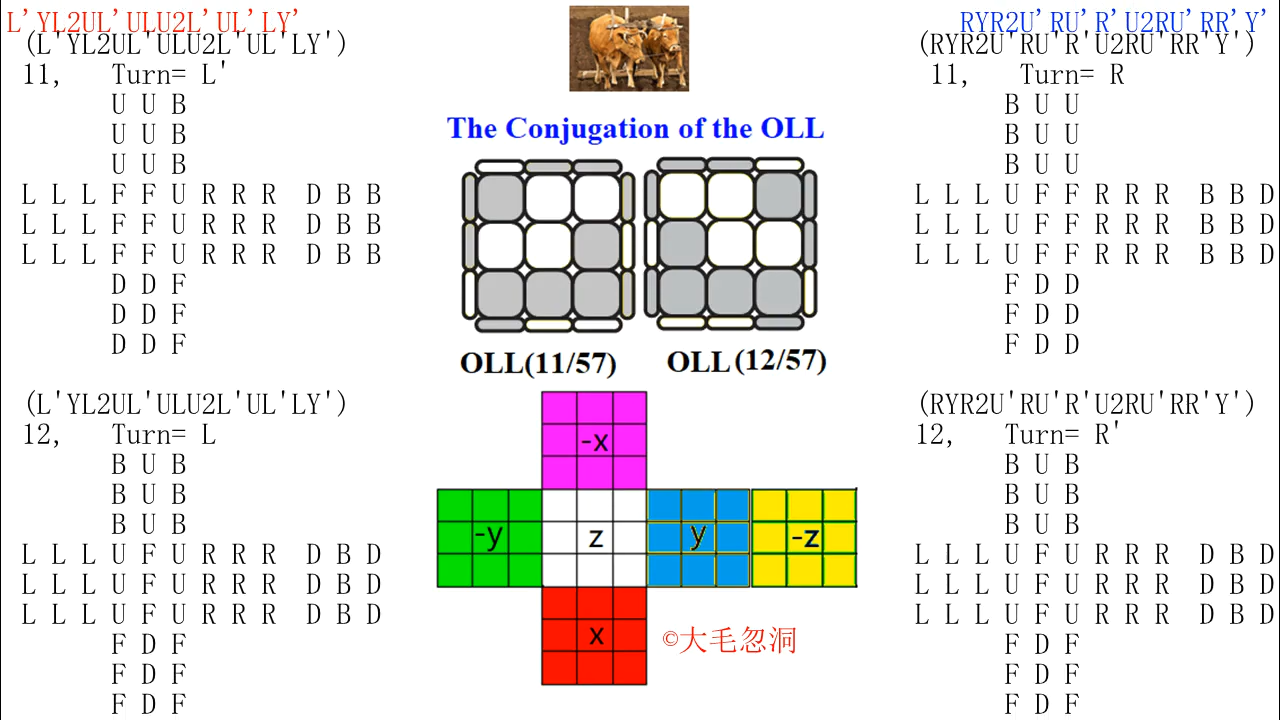 L'YL2UL'ULU2L'UL'LY'
(L'YL2UL'ULU2L'UL'LY')
11, Turn= L'
U U B
U U B
U U B
L L L F F U R R R D B B
L L L F F U R R R D B B
L L L F F U R R R D B B
D D F
D D F
D D F
(L'YL2UL'ULU2L'UL'LY')
12, Turn= L
B U B
B U B
B U B
L L L U F U R R R D B D
L L L U F U R R R D B D
L L L U F U R R R D B D
F D F
F D F
F D F
The Conjugation of the OLL
OLL(11/57)
OLL(12/57)
-x
-y
z
y
-z
x
©大毛忽洞
RYR2U'RU'R'U2RU'RR'Y'
(RYR2U'RU'R'U2RU'RR'Y')
11, Turn= R
B U U
B U U
B U U
L L L U F F R R R B B D
L L L U F F R R R B B D
L L L U F F R R R B B D
F D D
F D D
F D D
(RYR2U'RU'R'U2RU'RR'Y')
12, Turn= R'
B U B
B U B
B U B
L L L U F U R R R D B D
L L L U F U R R R D B D
L L L U F U R R R D B D
F D F
F D F
F D F